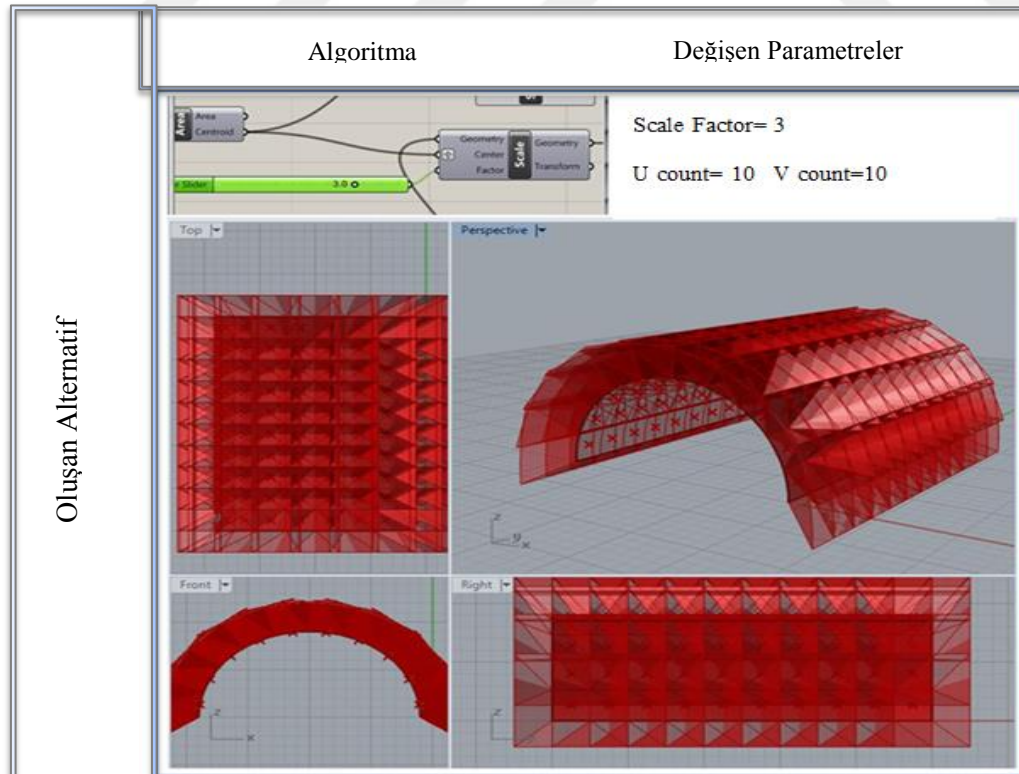 Algoritma
Değişen Parametreler
Oluşan Alternatif
Area
Area
Centroid
Geometry
Center
Factor
Scale
Geometry
Transform
Slider
3.0
Scale Factor= 3
U count= 10 V count=10
Top
Perspective
z
y
x
Front
z
x
Right
z